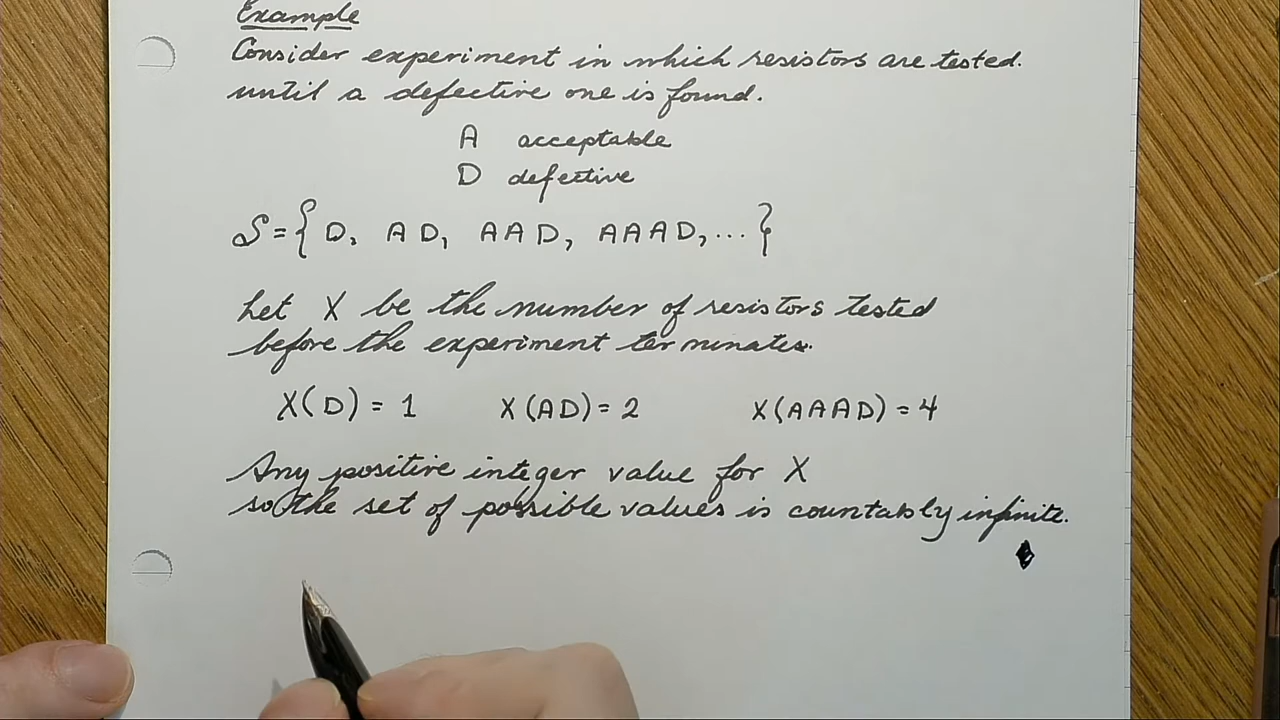 Example
Consider experiment in which resistors are tested.
until a defective one is found.
A acceptable
D defective
S = { D, AD, AAD, AAAD, ... }
Let X be the number of resistors tested
before the experiment terminates.
X(D) = 1 X(AD) = 2 X(AAAD) = 4
Any positive integer value for X
so the set of possible values is countably infinite.